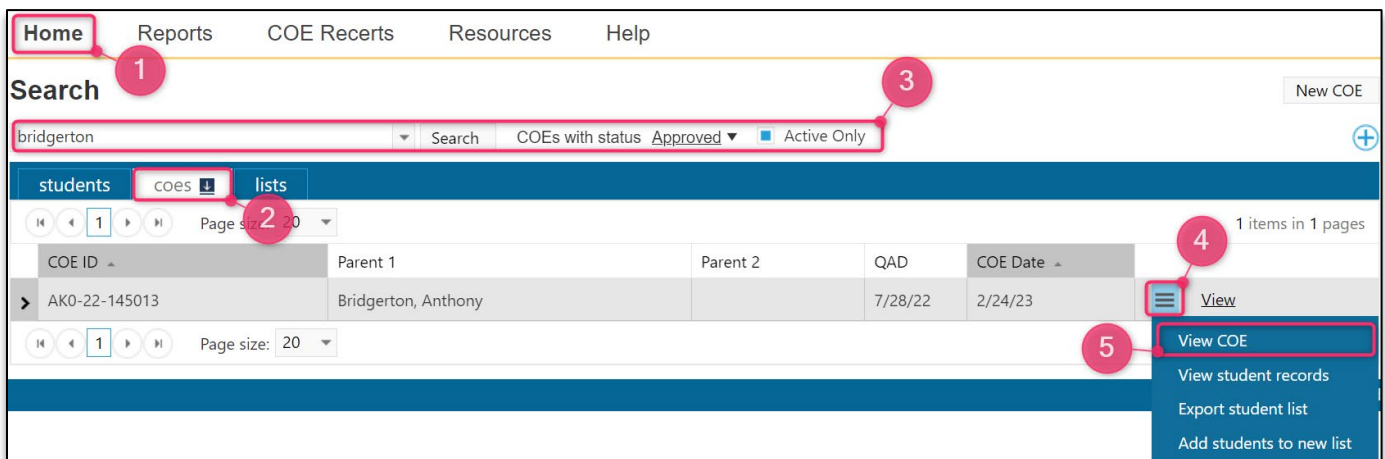 Home Reports COE Recerts Resources Help
1
Search
3
New COE
bridgerton Search COEs with status Approved Active Only
students coes lists
2
1 Page size: 20 1 items in 1 pages
4
COE ID Parent 1 Parent 2 QAD COE Date
AK0-22-145013 Bridgerton, Anthony 7/28/22 2/24/23 View
1 Page size: 20
5
View COE
View student records
Export student list
Add students to new list